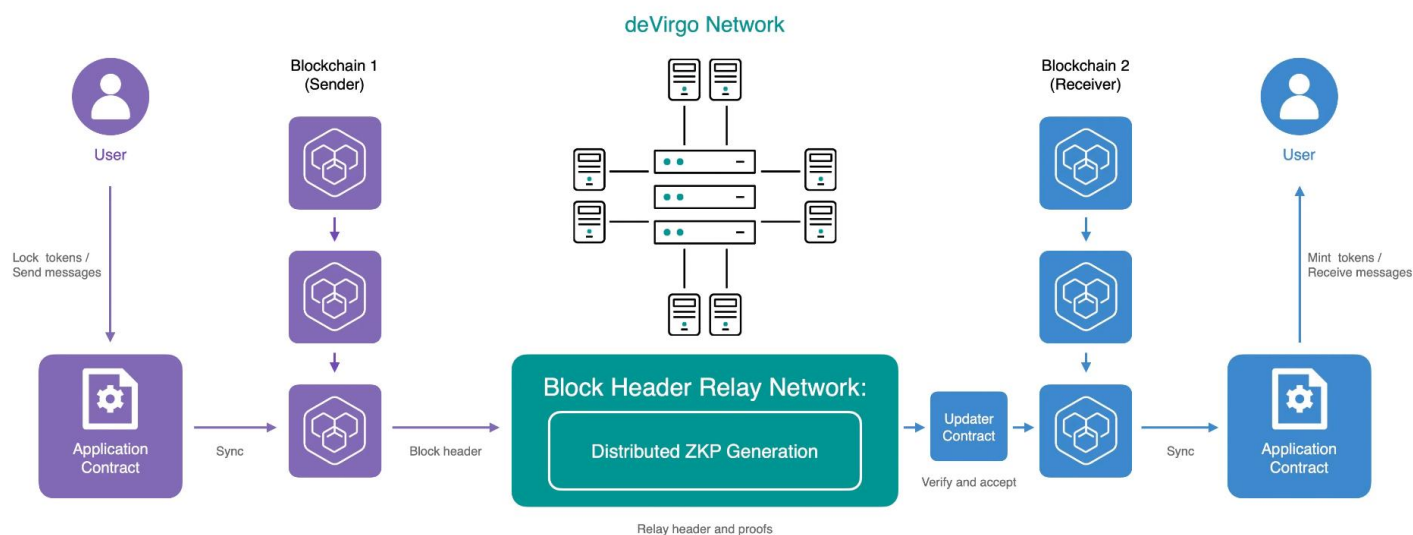 deVirgo Network
Blockchain 1
(Sender)
Blockchain 2
(Receiver)
User
User
Lock tokens /
Send messages
Mint tokens /
Receive messages
Application
Contract
Sync
Block header
Block Header Relay Network:
Distributed ZKP Generation
Relay header and proofs
Updater
Contract
Verify and accept
Sync
Application
Contract